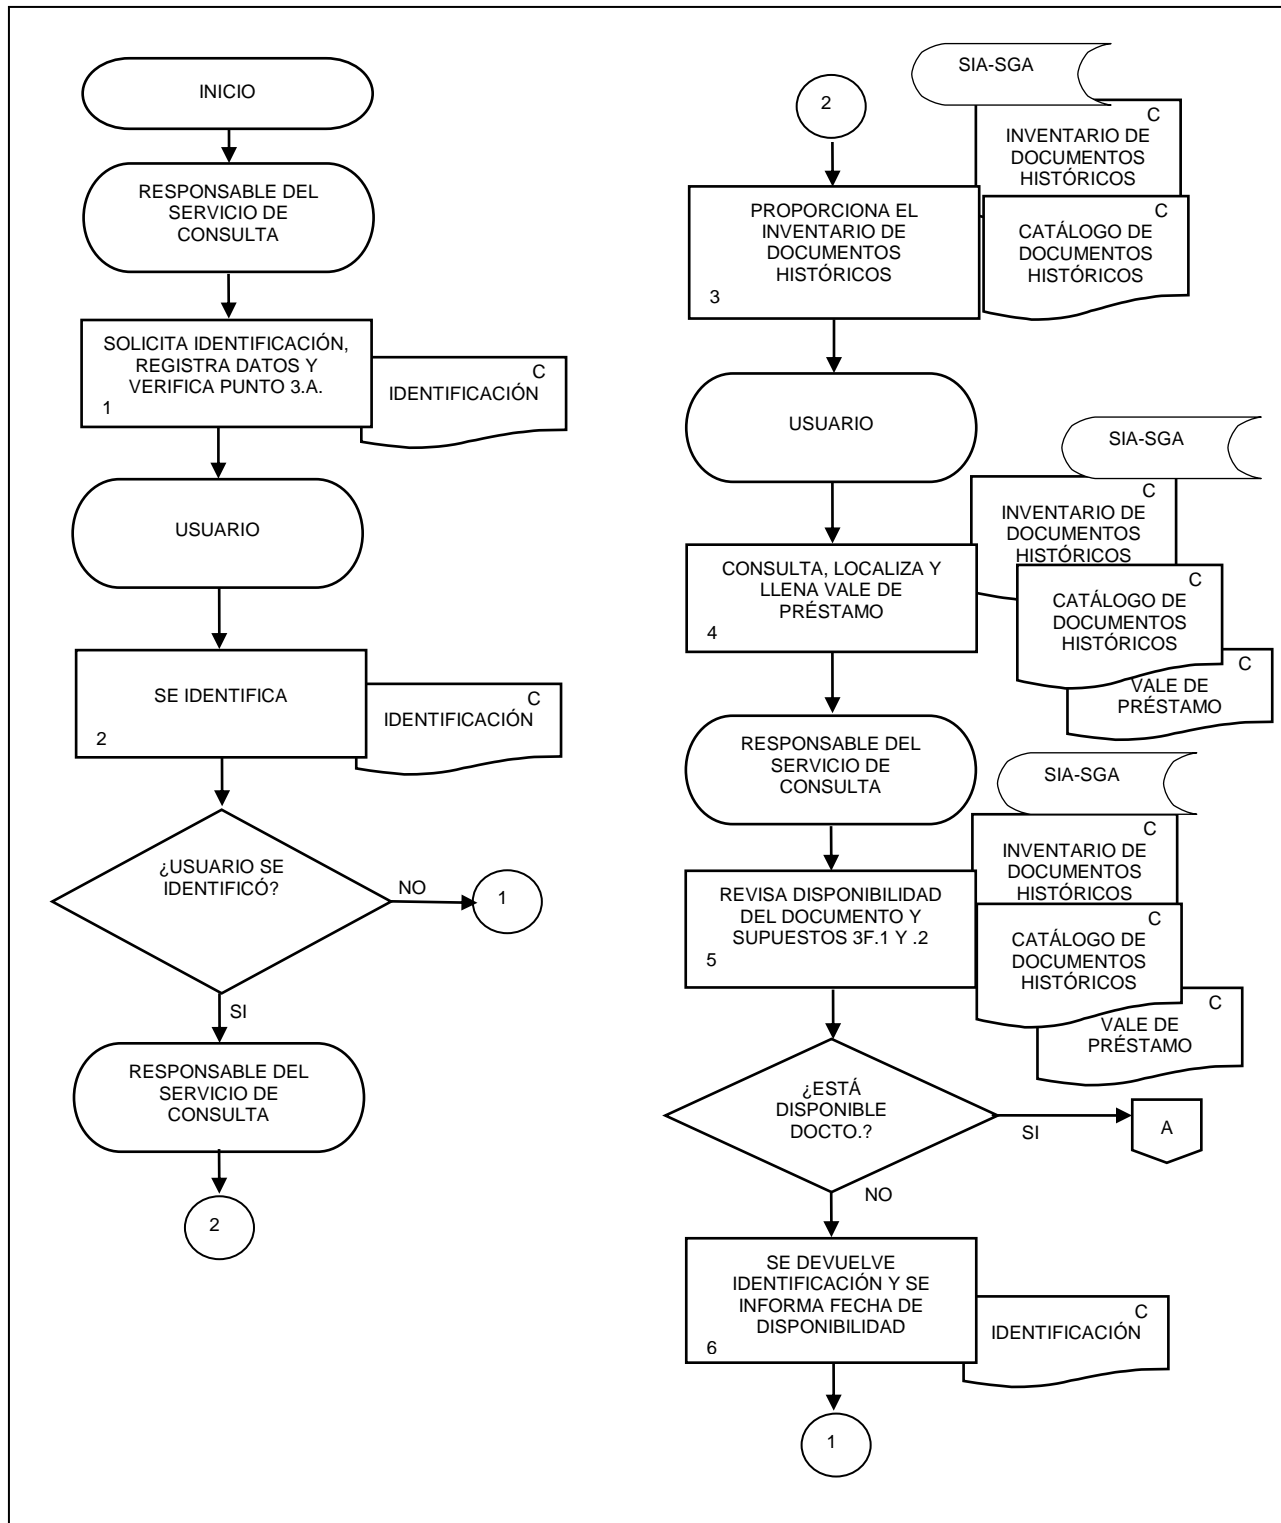 INICIO
RESPONSABLE DEL
SERVICIO DE
CONSULTA
SOLICITA IDENTIFICACIÓN,
REGISTRA DATOS Y
VERIFICA PUNTO 3.A.
1
C
IDENTIFICACIÓN
USUARIO
SE IDENTIFICA
2
C
IDENTIFICACIÓN
¿USUARIO SE
IDENTIFICÓ?
NO
1
SI
RESPONSABLE DEL
SERVICIO DE
CONSULTA
2
2
SIA-SGA
C
INVENTARIO DE
DOCUMENTOS
HISTÓRICOS
PROPORCIONA EL
INVENTARIO DE
DOCUMENTOS
HISTÓRICOS
3
C
CATÁLOGO DE
DOCUMENTOS
HISTÓRICOS
USUARIO
SIA-SGA
C
INVENTARIO DE
DOCUMENTOS
HISTÓRICOS
CONSULTA, LOCALIZA Y
LLENA VALE DE
PRÉSTAMO
4
C
CATÁLOGO DE
DOCUMENTOS
HISTÓRICOS
C
VALE DE
PRÉSTAMO
RESPONSABLE DEL
SERVICIO DE
CONSULTA
SIA-SGA
C
INVENTARIO DE
DOCUMENTOS
HISTÓRICOS
REVISA DISPONIBILIDAD
DEL DOCUMENTO Y
SUPUESTOS 3F.1 Y .2
5
C
CATÁLOGO DE
DOCUMENTOS
HISTÓRICOS
C
VALE DE
PRÉSTAMO
¿ESTÁ
DISPONIBLE
DOCTO.?
SI
A
NO
SE DEVUELVE
IDENTIFICACIÓN Y SE
INFORMA FECHA DE
DISPONIBILIDAD
6
C
IDENTIFICACIÓN
1